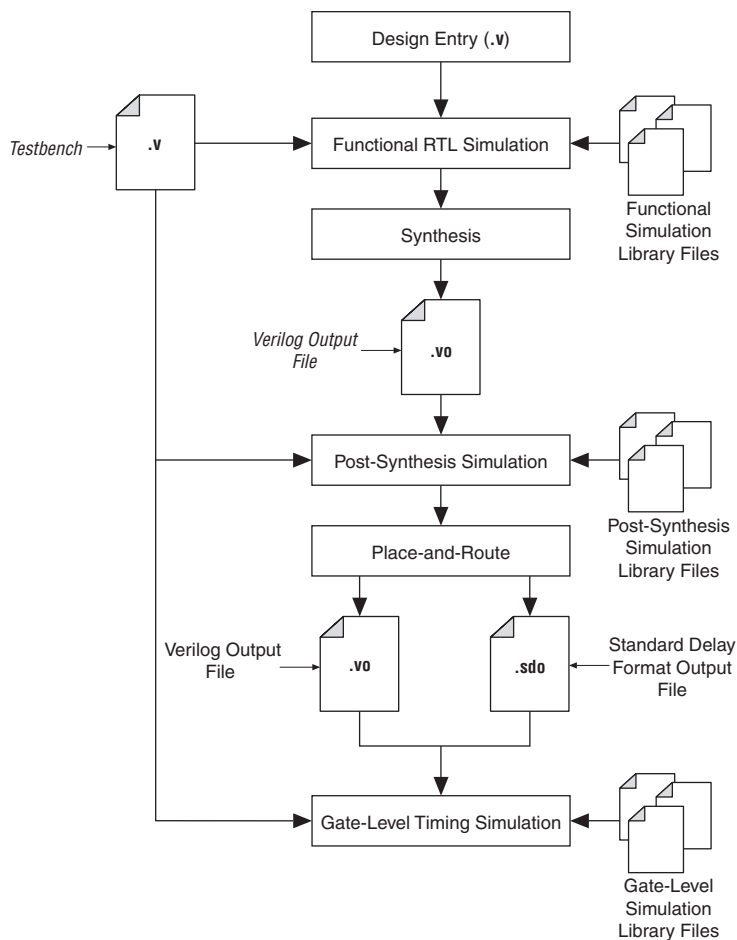 Design Entry (.v)
Testbench
.v
Functional RTL Simulation
Functional
Simulation
Library Files
Synthesis
Verilog Output
File
.vo
Post-Synthesis Simulation
Post-Synthesis
Simulation
Library Files
Place-and-Route
Verilog Output
File
.vo
.sdo
Standard Delay
Format Output
File
Gate-Level Timing Simulation
Gate-Level
Simulation
Library Files